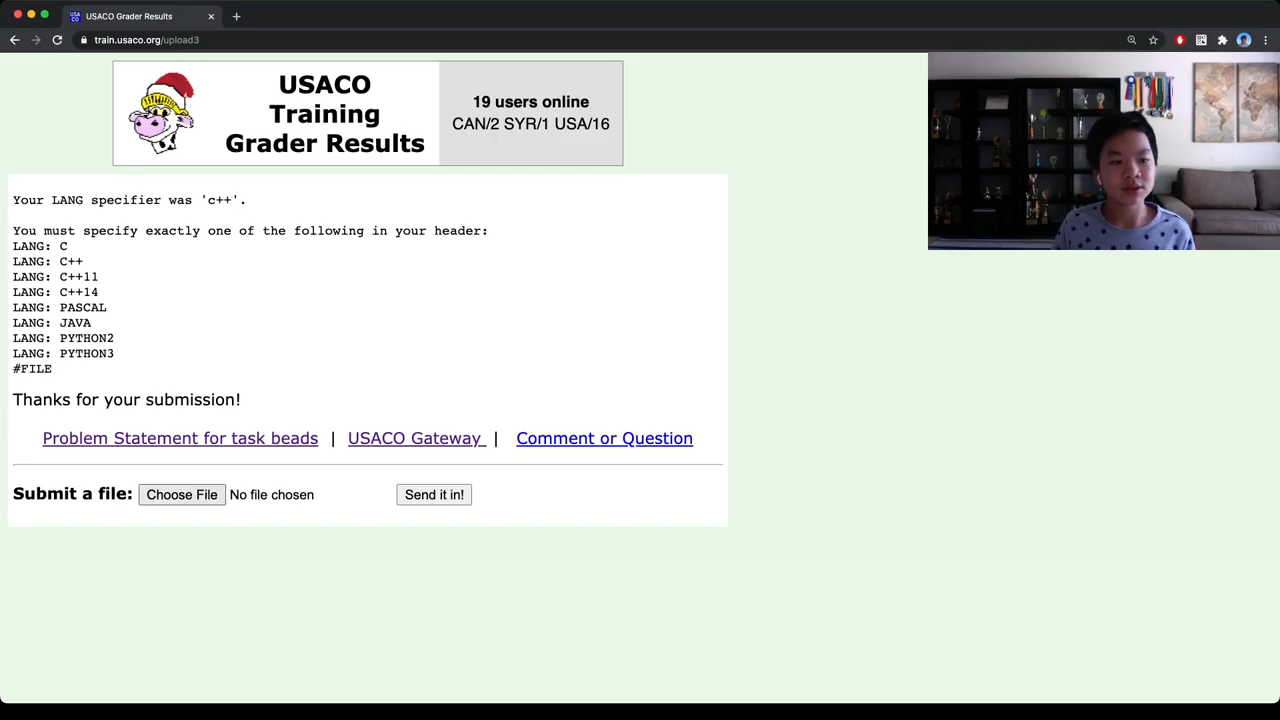 USACO Grader Results
train.usaco.org/upload3
USACO
Training
Grader Results
19 users online
CAN/2 SYR/1 USA/16
Your LANG specifier was 'c++'.
You must specify exactly one of the following in your header:
LANG: C
LANG: C++
LANG: C++11
LANG: C++14
LANG: PASCAL
LANG: JAVA
LANG: PYTHON2
LANG: PYTHON3
#FILE
Thanks for your submission!
Problem Statement for task beads | USACO Gateway | Comment or Question
Submit a file: Choose File No file chosen Send it in!